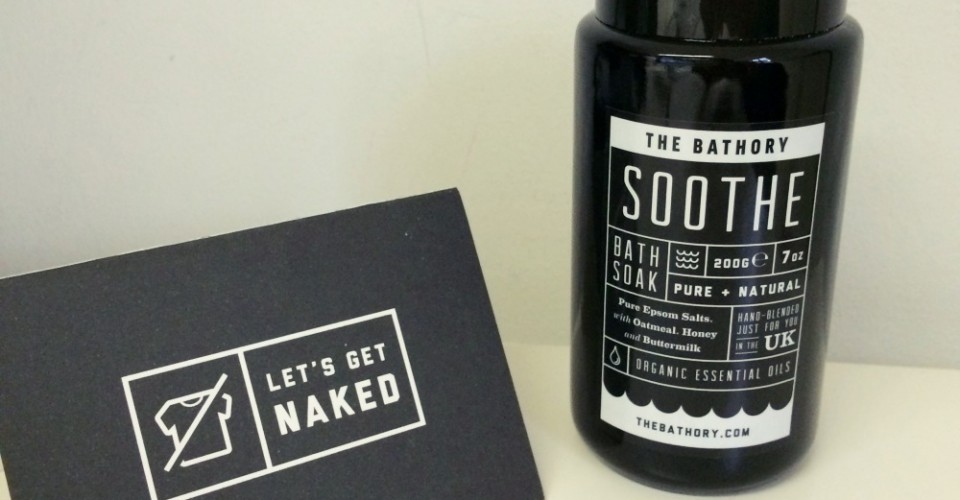 LET'S GET
NAKED
THE BATHORY
SOOTHE
BATH
SOAK
200G℮
7oz
PURE + NATURAL
Pure Epsom Salts.
with Oatmeal. Honey
and Buttermilk
HAND-BLENDED
JUST FOR YOU
IN THE UK
ORGANIC ESSENTIAL OILS
THEBATHORY.COM